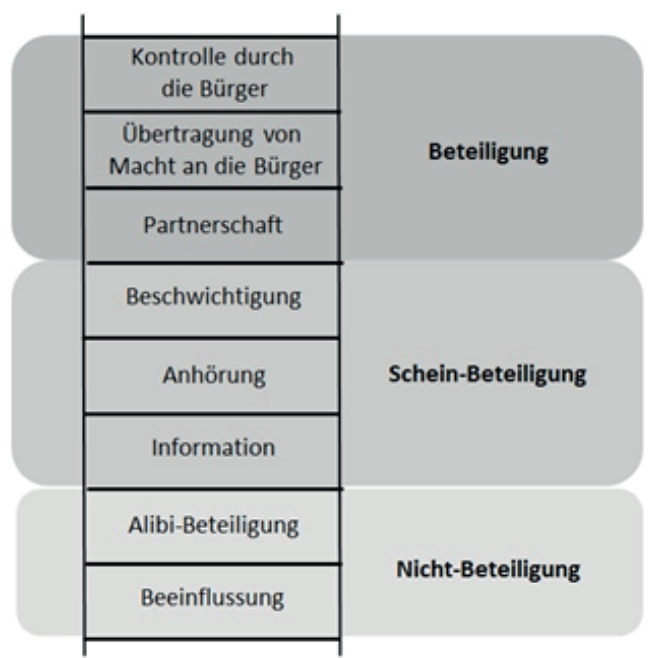 Kontrolle durch
die Bürger
Übertragung von
Macht an die Bürger
Partnerschaft
Beteiligung
Beschwichtigung
Anhörung
Information
Schein-Beteiligung
Alibi-Beteiligung
Beeinflussung
Nicht-Beteiligung